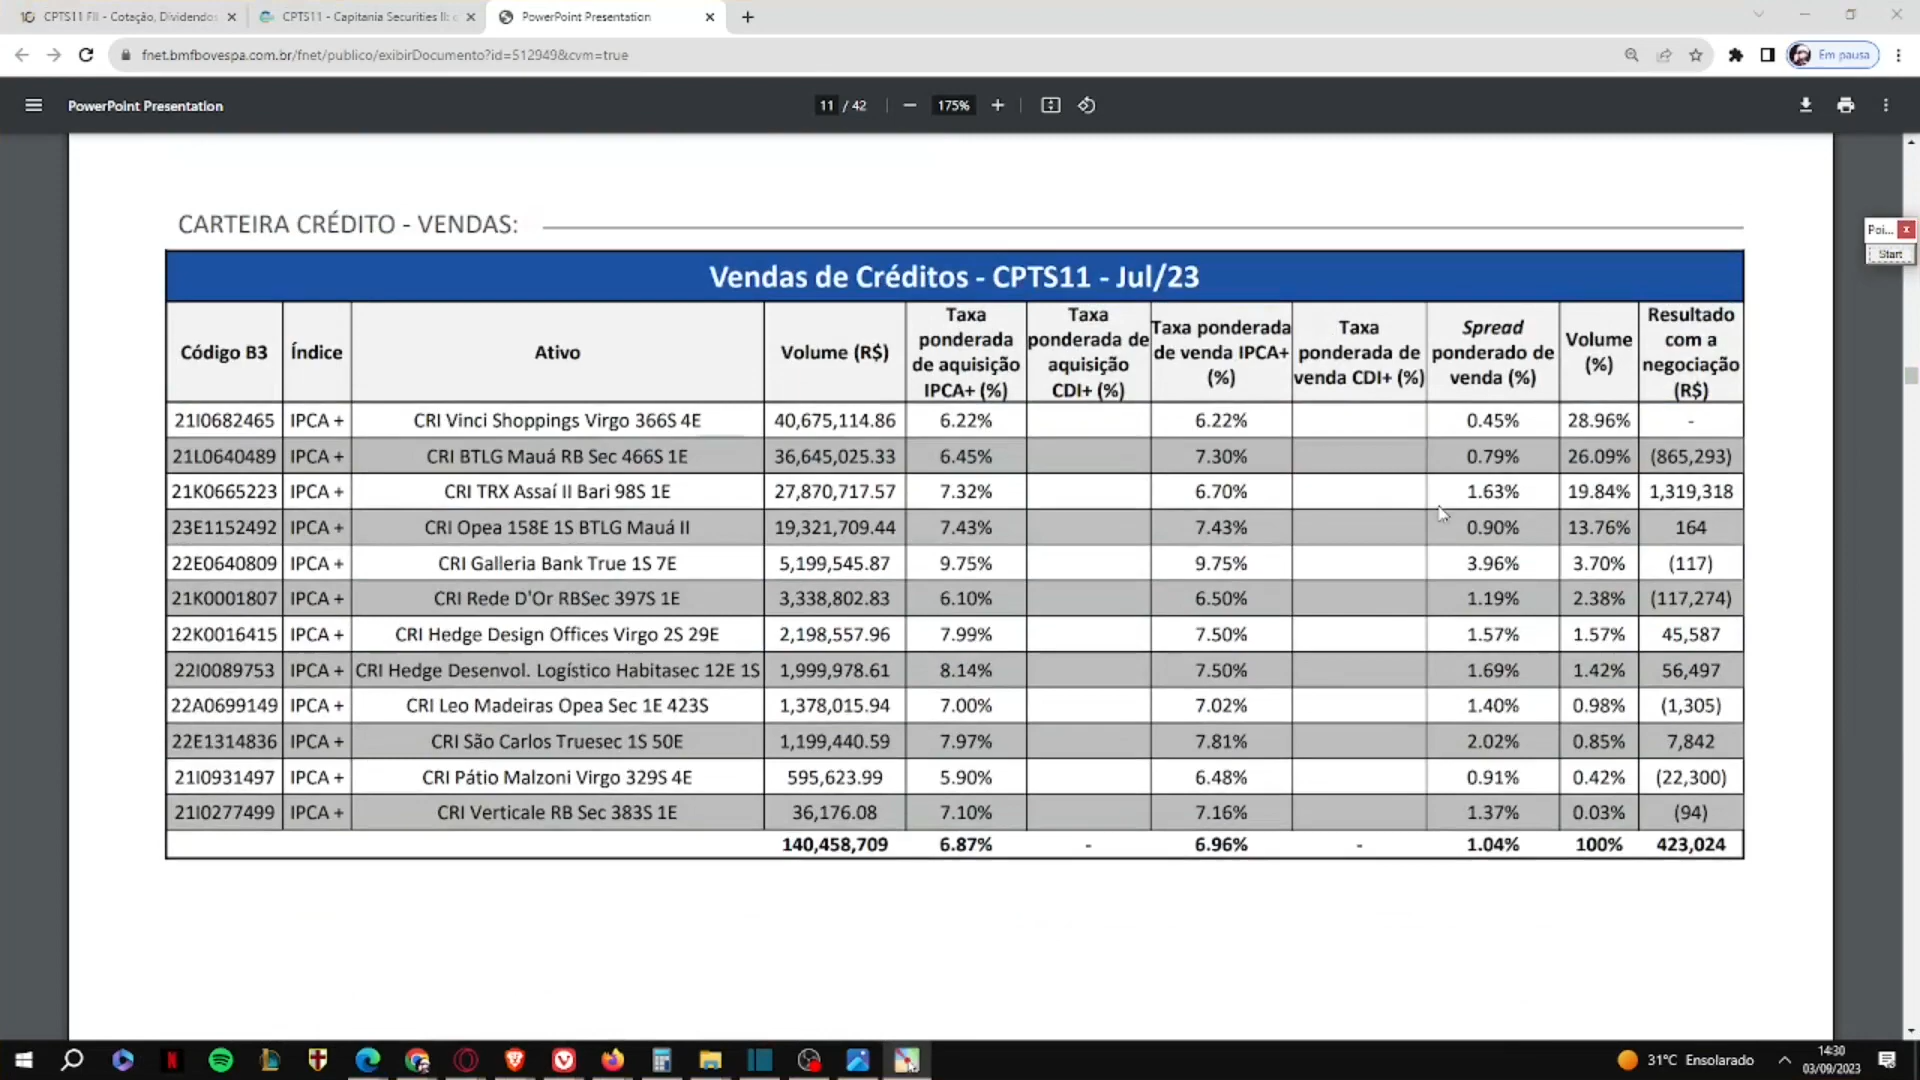 CPTS11 FII - Cotação, Dividendos
CPTS11 - Capitania Securities II:
PowerPoint Presentation
fnet.bmfbovespa.com.br/fnet/publico/exibirDocumento?id=512949&cvm=true
Em pausa
PowerPoint Presentation
11 / 42
175%
Poi...
Start
CARTEIRA CRÉDITO - VENDAS:
Vendas de Créditos - CPTS11 - Jul/23
Código B3 Índice Ativo Volume (R$) Taxa ponderada de aquisição IPCA+ (%) Taxa ponderada de aquisição CDI+ (%) Taxa ponderada de venda IPCA+ (%) Taxa ponderada de venda CDI+ (%) Spread ponderado de venda (%) Volume (%) Resultado com a negociação (R$)
21I0682465 IPCA + CRI Vinci Shoppings Virgo 366S 4E 40,675,114.86 6.22% 6.22% 0.45% 28.96% -
21L0640489 IPCA + CRI BTLG Mauá RB Sec 466S 1E 36,645,025.33 6.45% 7.30% 0.79% 26.09% (865,293)
21K0665223 IPCA + CRI TRX Assaí II Bari 98S 1E 27,870,717.57 7.32% 6.70% 1.63% 19.84% 1,319,318
23E1152492 IPCA + CRI Opea 158E 1S BTLG Mauá II 19,321,709.44 7.43% 7.43% 0.90% 13.76% 164
22E0640809 IPCA + CRI Galleria Bank True 1S 7E 5,199,545.87 9.75% 9.75% 3.96% 3.70% (117)
21K0001807 IPCA + CRI Rede D'Or RBSec 397S 1E 3,338,802.83 6.10% 6.50% 1.19% 2.38% (117,274)
22K0016415 IPCA + CRI Hedge Design Offices Virgo 2S 29E 2,198,557.96 7.99% 7.50% 1.57% 1.57% 45,587
22I0089753 IPCA + CRI Hedge Desenvol. Logístico Habitasec 12E 1S 1,999,978.61 8.14% 7.50% 1.69% 1.42% 56,497
22A0699149 IPCA + CRI Leo Madeiras Opea Sec 1E 423S 1,378,015.94 7.00% 7.02% 1.40% 0.98% (1,305)
22E1314836 IPCA + CRI São Carlos Truesec 1S 50E 1,199,440.59 7.97% 7.81% 2.02% 0.85% 7,842
21I0931497 IPCA + CRI Pátio Malzoni Virgo 329S 4E 595,623.99 5.90% 6.48% 0.91% 0.42% (22,300)
21I0277499 IPCA + CRI Verticale RB Sec 383S 1E 36,176.08 7.10% 7.16% 1.37% 0.03% (94)
140,458,709 6.87% - 6.96% - 1.04% 100% 423,024
31°C Ensolarado
14:30
03/09/2023